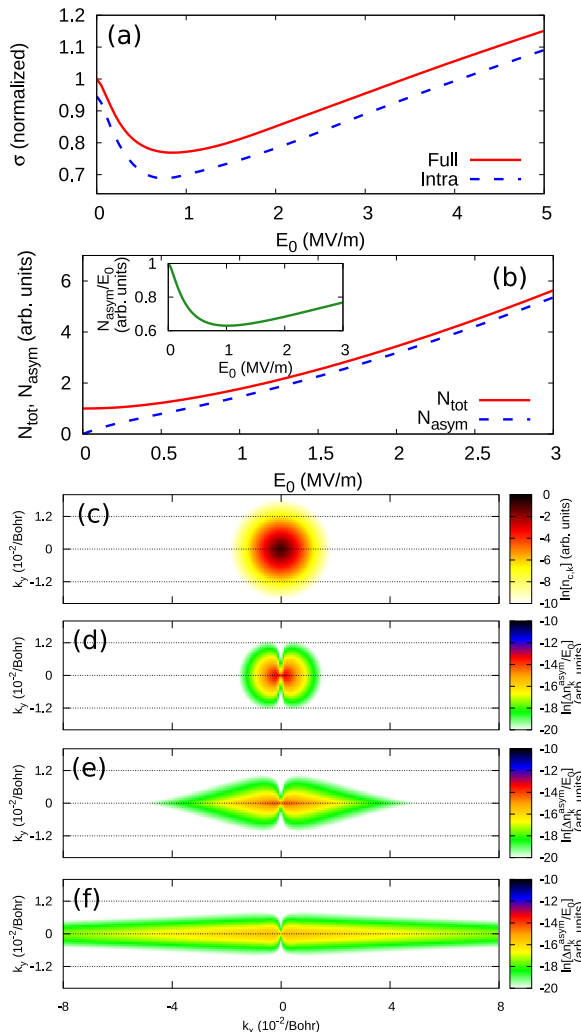 (a)
σ (normalized)
1.2
1.1
1
0.9
0.8
0.7
Full
Intra
0 1 2 3 4 5
E0 (MV/m)
(b)
Ntot, Nasym (arb. units)
6
4
2
0
Nasym/E0
(arb. units)
1
0.8
0.6
0 1 2 3
E0 (MV/m)
Ntot
Nasym
0 0.5 1 1.5 2 2.5 3
E0 (MV/m)
(c)
ky (10-2/Bohr)
1.2
0
-1.2
0
-2
-4
-6
-8
-10
ln[nc,k]
(arb. units)
(d)
ky (10-2/Bohr)
1.2
0
-1.2
-10
-12
-14
-16
-18
-20
ln[Δnkasym/E0]
(arb. units)
(e)
ky (10-2/Bohr)
1.2
0
-1.2
-10
-12
-14
-16
-18
-20
ln[Δnkasym/E0]
(arb. units)
(f)
ky (10-2/Bohr)
1.2
0
-1.2
-10
-12
-14
-16
-18
-20
ln[Δnkasym/E0]
(arb. units)
-8 -4 0 4 8
kx (10-2/Bohr)